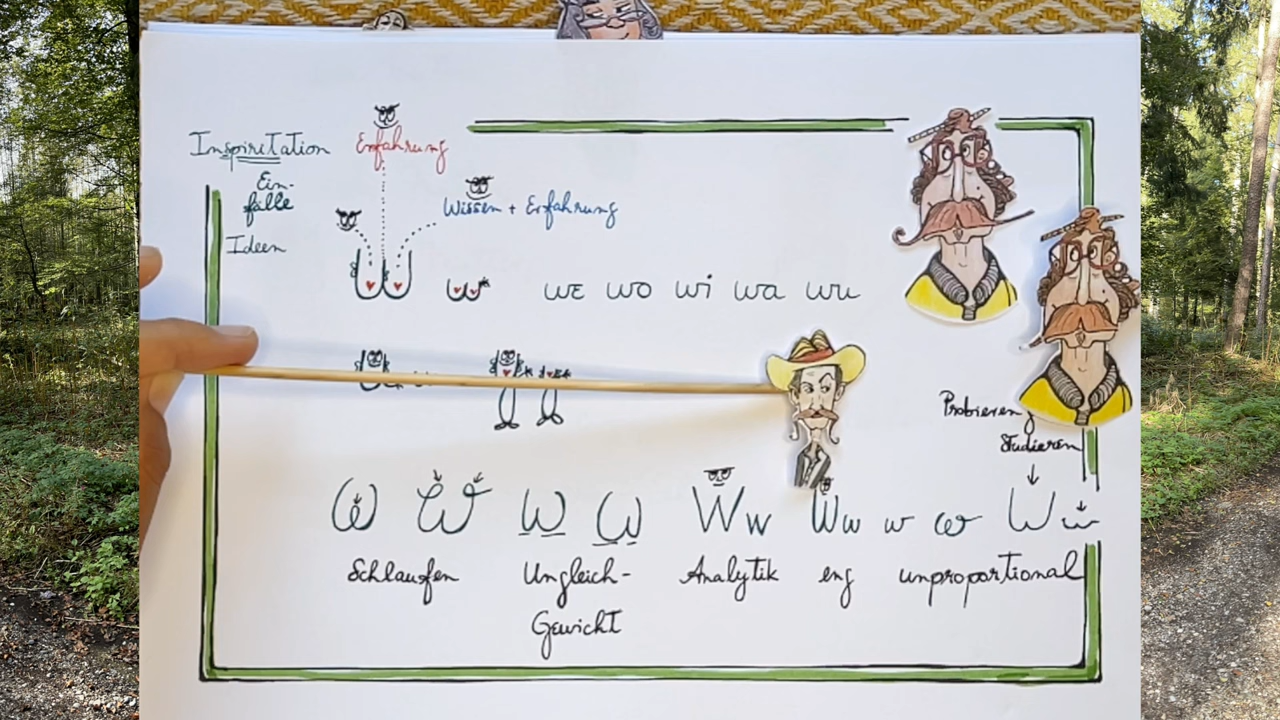 Inspiritation
Erfahrung
Ein-
fälle
Wissen + Erfahrung
Ideen
W w we wo wi wa wu
Probieren
Studieren
W W W W W w W w w w W w
Schlaufen Ungleich- Analytik eng unproportional
Gewicht